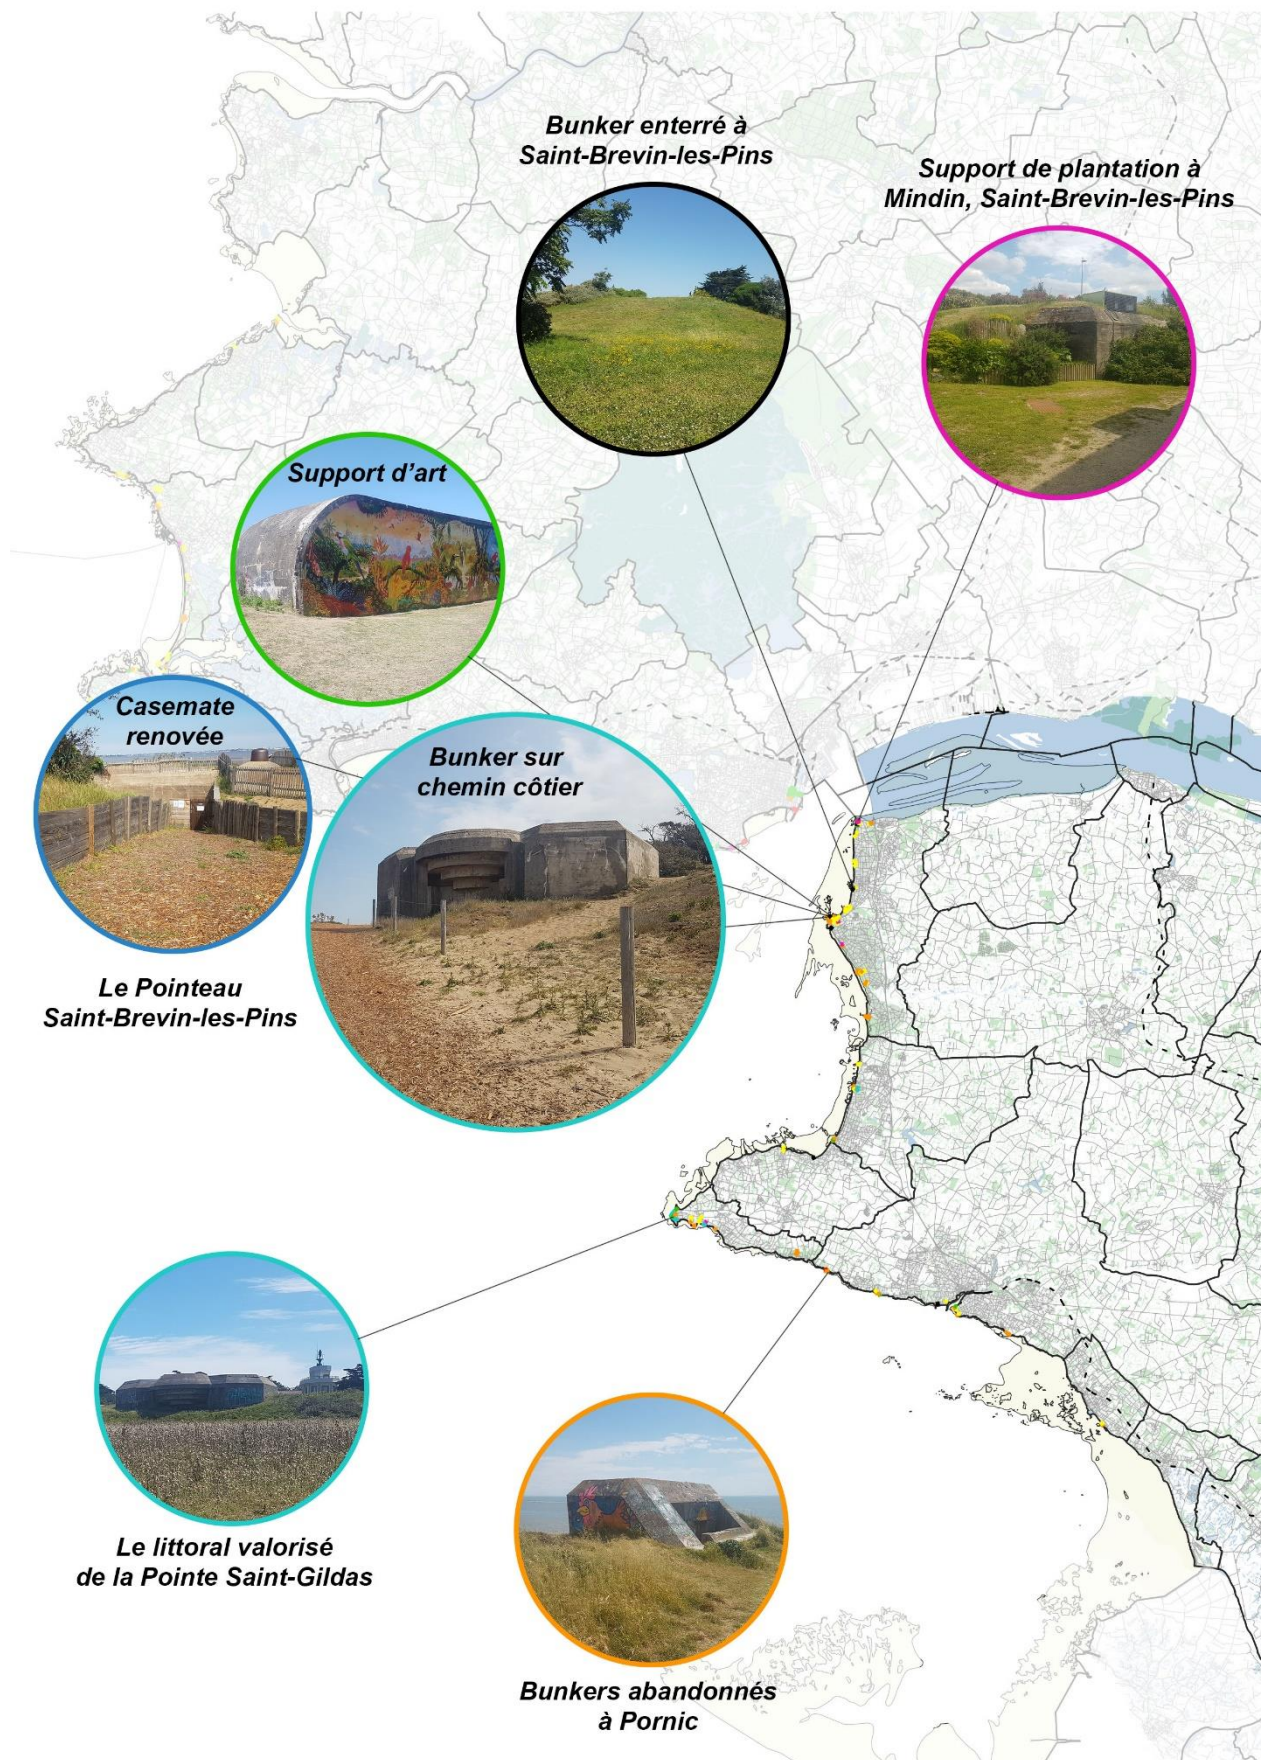 Bunker enterré à
Saint-Brevin-les-Pins
Support de plantation à
Mindin, Saint-Brevin-les-Pins
Support d’art
Casemate
renovée
Bunker sur
chemin côtier
Le Pointeau
Saint-Brevin-les-Pins
Le littoral valorisé
de la Pointe Saint-Gildas
Bunkers abandonnés
à Pornic